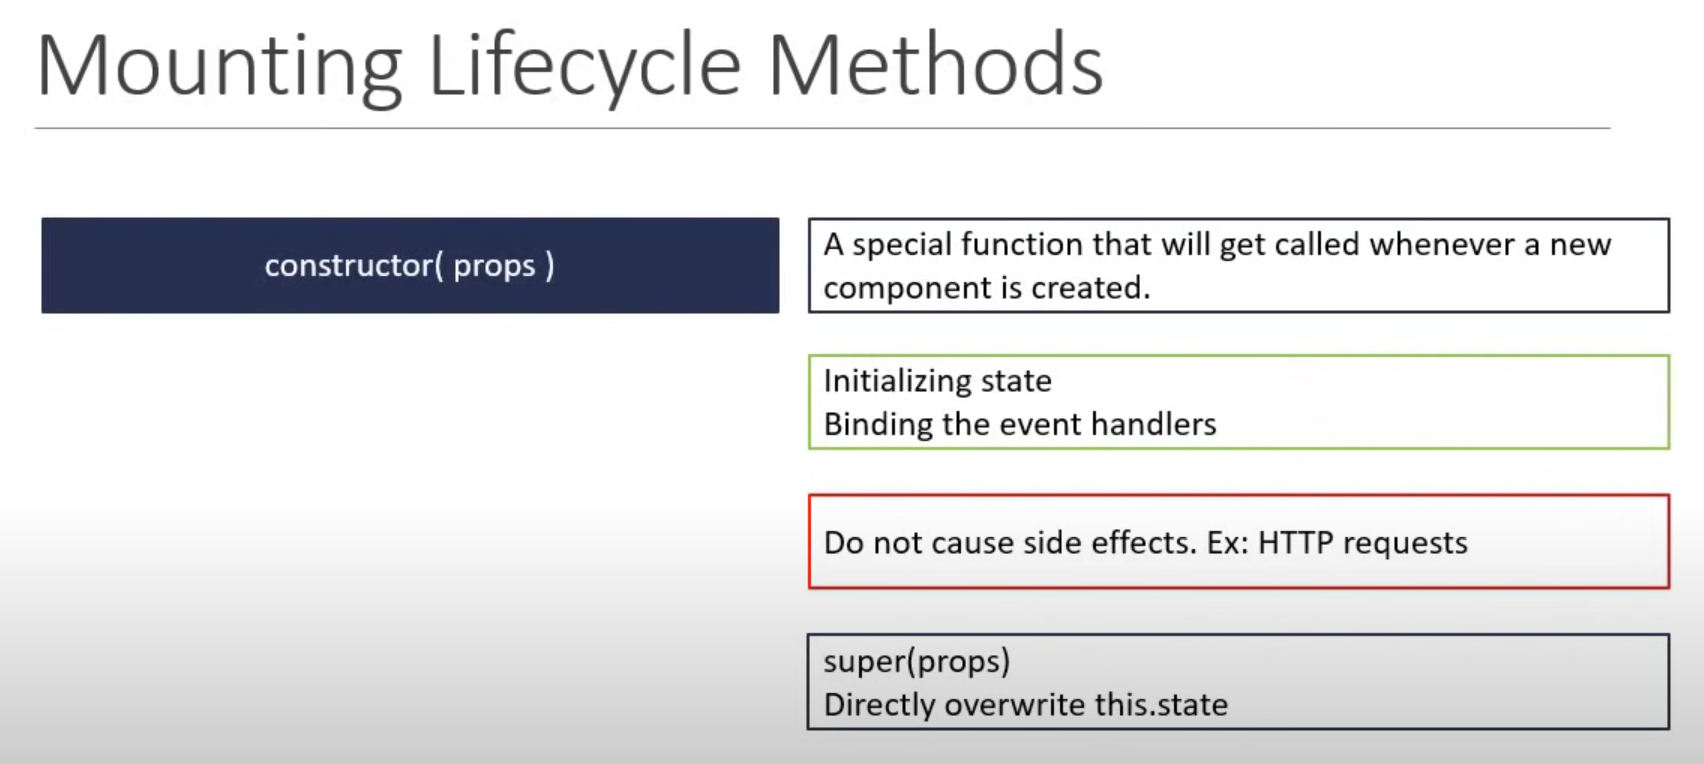 Mounting Lifecycle Methods
constructor( props )
A special function that will get called whenever a new
component is created.
Initializing state
Binding the event handlers
Do not cause side effects. Ex: HTTP requests
super(props)
Directly overwrite this.state